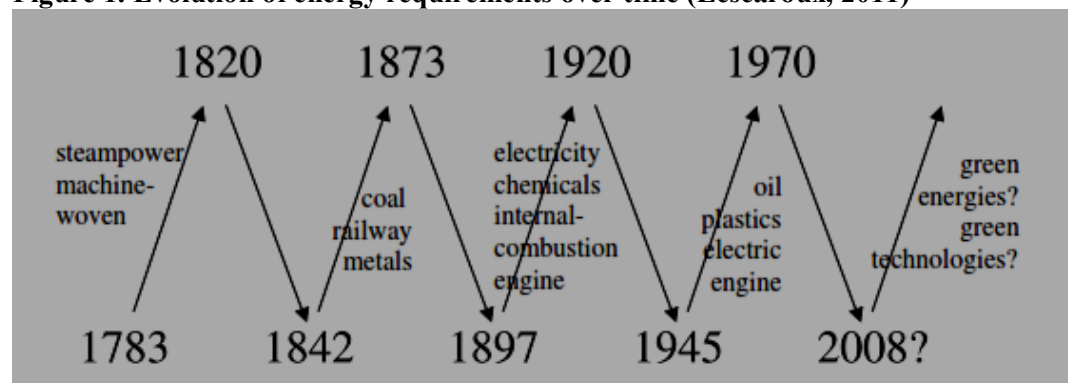 Figure 1: Evolution of energy requirements over time (Lescaroux, 2011)
1820 1873 1920 1970
steampower
machine-
woven
coal
railway
metals
electricity
chemicals
internal-
combustion
engine
oil
plastics
electric
engine
green
energies?
green
technologies?
1783 1842 1897 1945 2008?